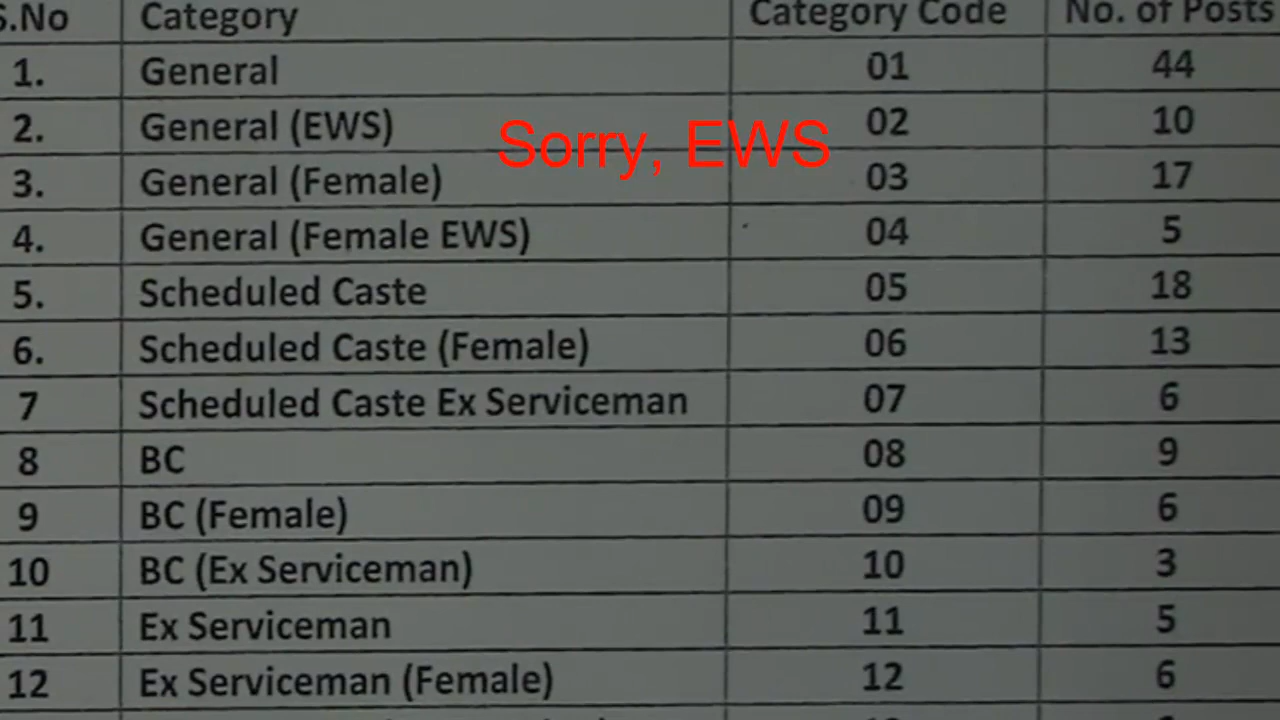 S.No Category Category Code No. of Posts
1. General 01 44
2. General (EWS) 02 10
Sorry, EWS
3. General (Female) 03 17
4. General (Female EWS) 04 5
5. Scheduled Caste 05 18
6. Scheduled Caste (Female) 06 13
7 Scheduled Caste Ex Serviceman 07 6
8 BC 08 9
9 BC (Female) 09 6
10 BC (Ex Serviceman) 10 3
11 Ex Serviceman 11 5
12 Ex Serviceman (Female) 12 6